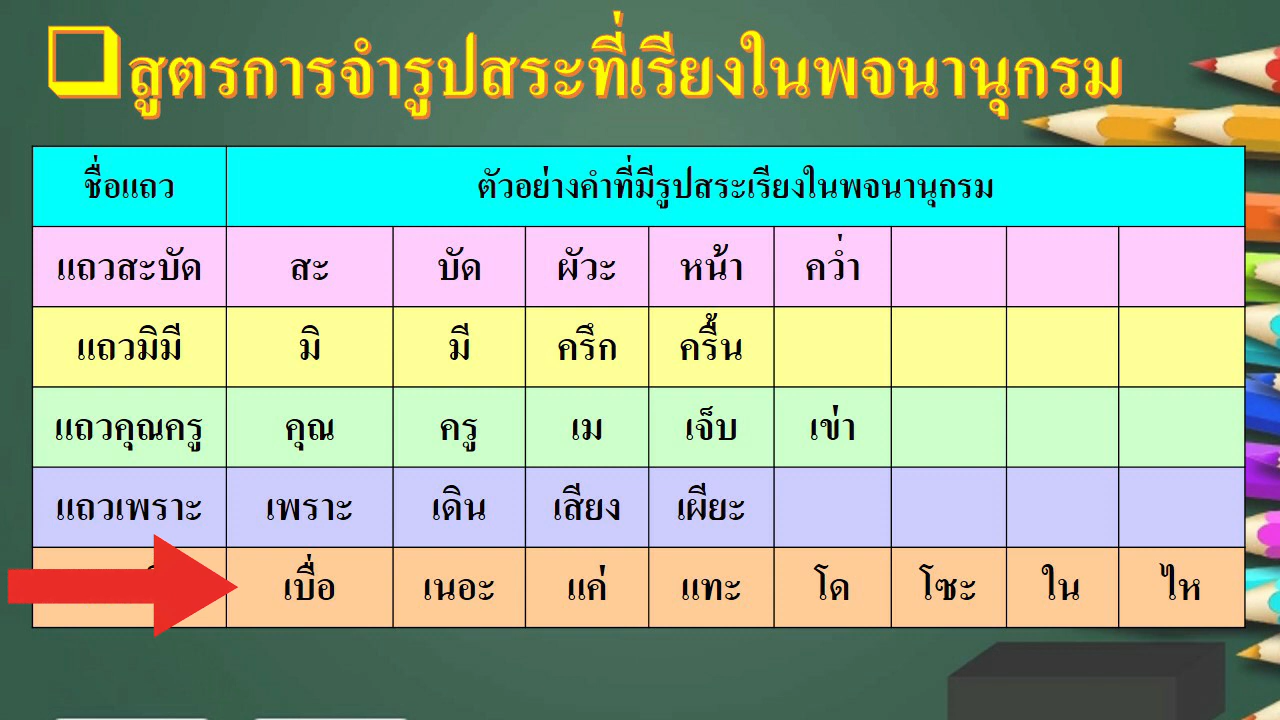 สูตรการจำรูปสระที่เรียงในพจนานุกรม
ชื่อแถว ตัวอย่างคำที่มีรูปสระเรียงในพจนานุกรม
แถวสะบัด สะ บัด ผัวะ หน้า คว่ำ
แถวมิมี มิ มี ครึก ครื้น
แถวคุณครู คุณ ครู เม เจ็บ เข่า
แถวเพราะ เพราะ เดิน เสียง เผียะ
เบื่อ เนอะ แค่ แทะ โด โซะ ใน ไห